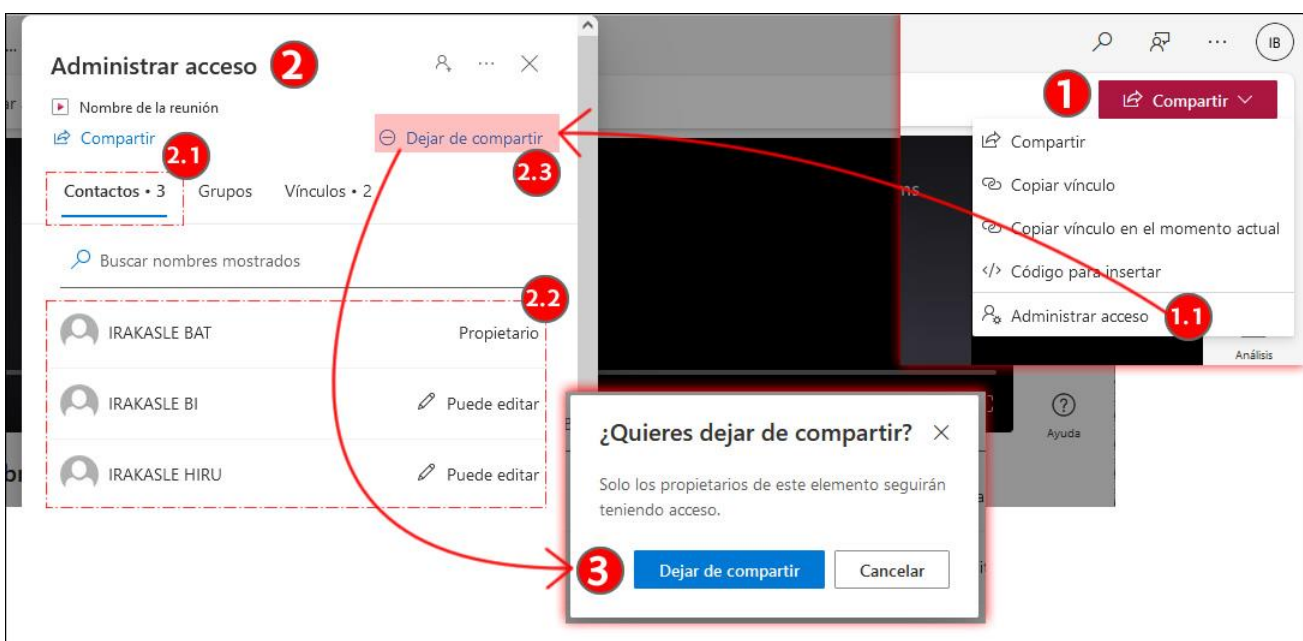 Administrar acceso 2
Nombre de la reunión
Compartir
2.1
Dejar de compartir
2.3
Contactos • 3 Grupos Vínculos • 2
Buscar nombres mostrados
2.2
IRAKASLE BAT Propietario
IRAKASLE BI Puede editar
IRAKASLE HIRU Puede editar
... IB
1 Compartir
Compartir
Copiar vínculo
Copiar vínculo en el momento actual
</> Código para insertar
Administrar acceso 1.1
Análisis
Ayuda
¿Quieres dejar de compartir?
Solo los propietarios de este elemento seguirán
teniendo acceso.
3 Dejar de compartir Cancelar